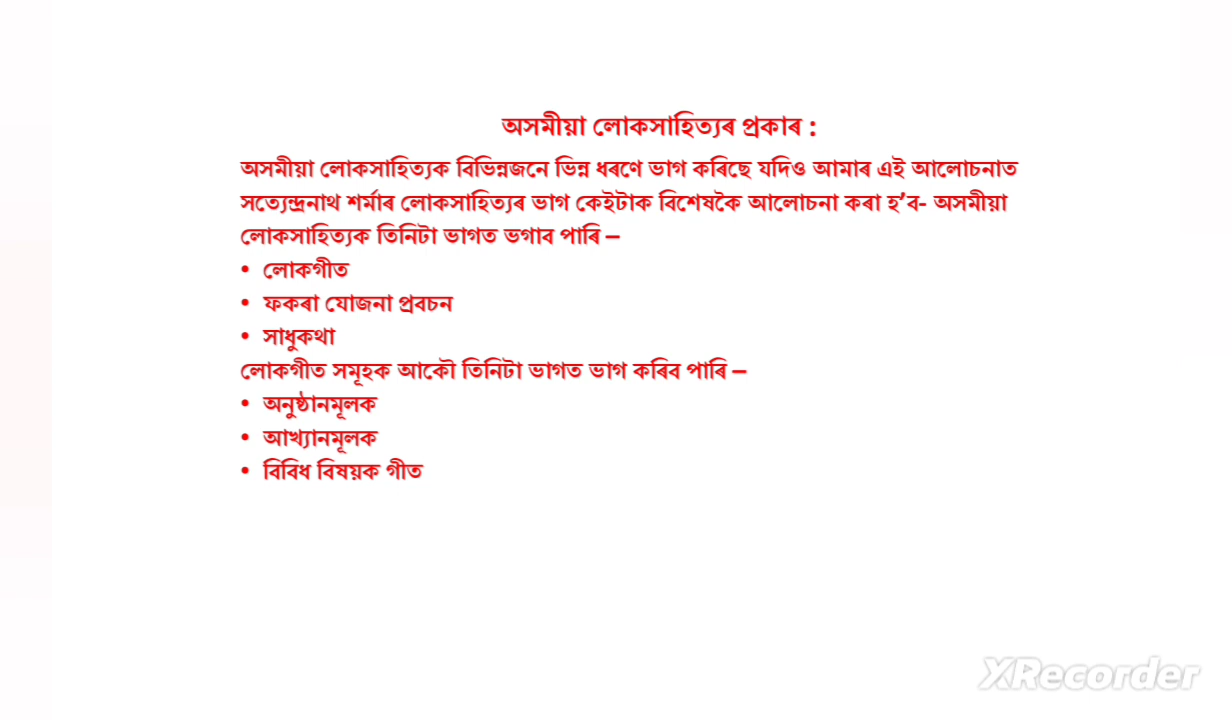 অসমীয়া লোকসাহিত্যৰ প্ৰকাৰ :
অসমীয়া লোকসাহিত্যক বিভিন্নজনে ভিন্ন ধৰণে ভাগ কৰিছে যদিও আমাৰ এই আলোচনাত
সত্যেন্দ্ৰনাথ শৰ্মাৰ লোকসাহিত্যৰ ভাগ কেইটাক বিশেষকৈ আলোচনা কৰা হ’ব- অসমীয়া
লোকসাহিত্যক তিনিটা ভাগত ভগাব পাৰি –
• লোকগীত
• ফকৰা যোজনা প্ৰবচন
• সাধুকথা
লোকগীত সমূহক আকৌ তিনিটা ভাগত ভাগ কৰিব পাৰি –
• অনুষ্ঠানমূলক
• আখ্যানমূলক
• বিবিধ বিষয়ক গীত
XRecorder